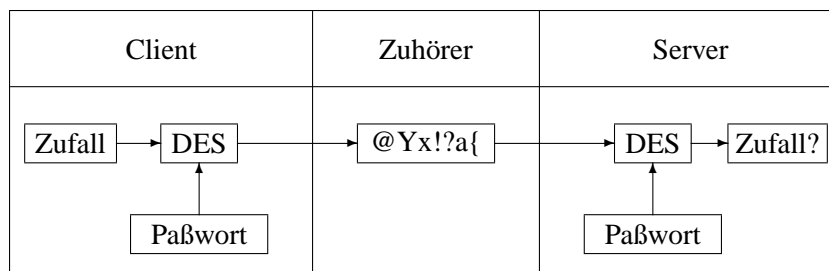 Client Zuhörer Server
Zufall DES @Yx!?a{ DES Zufall?
Paßwort Paßwort